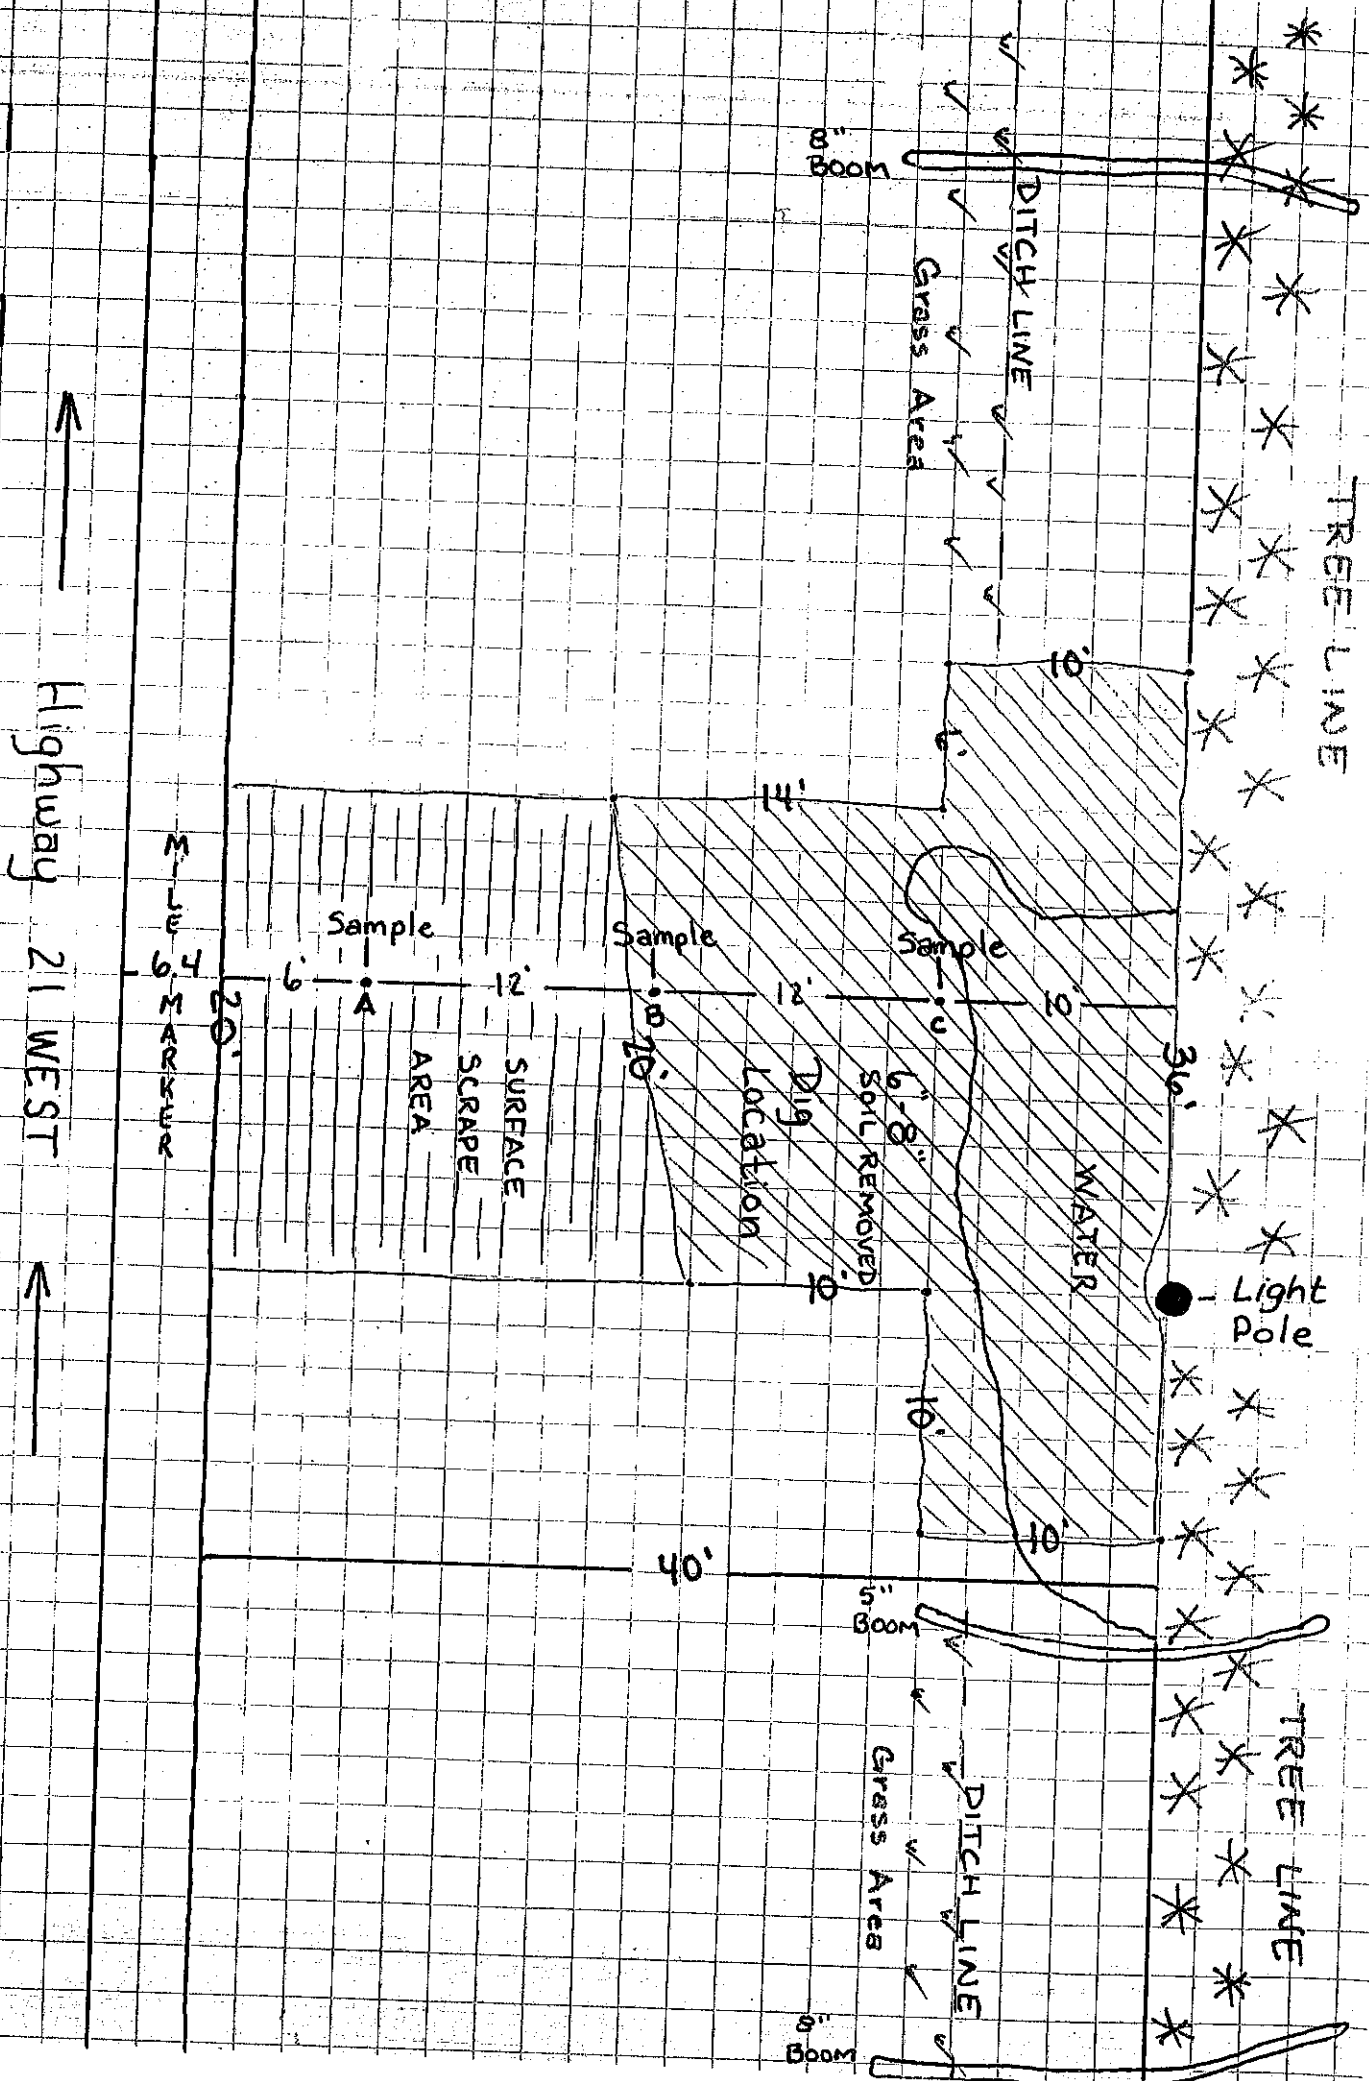 8"
BOOM
DITCH LINE
Grass Area
TREE LINE
10'
6'
14'
Sample
Sample
Sample
MILE
6.4
MARKER
6'
A
12'
B
12'
C
10'
20'
20'
36'
SURFACE
SCRAPE
AREA
6"-8"
SOIL REMOVED
Dig
Location
WATER
Light
Pole
10'
10'
10'
40'
5"
BOOM
DITCH LINE
Grass Area
TREE LINE
8"
BOOM
Highway 21 WEST